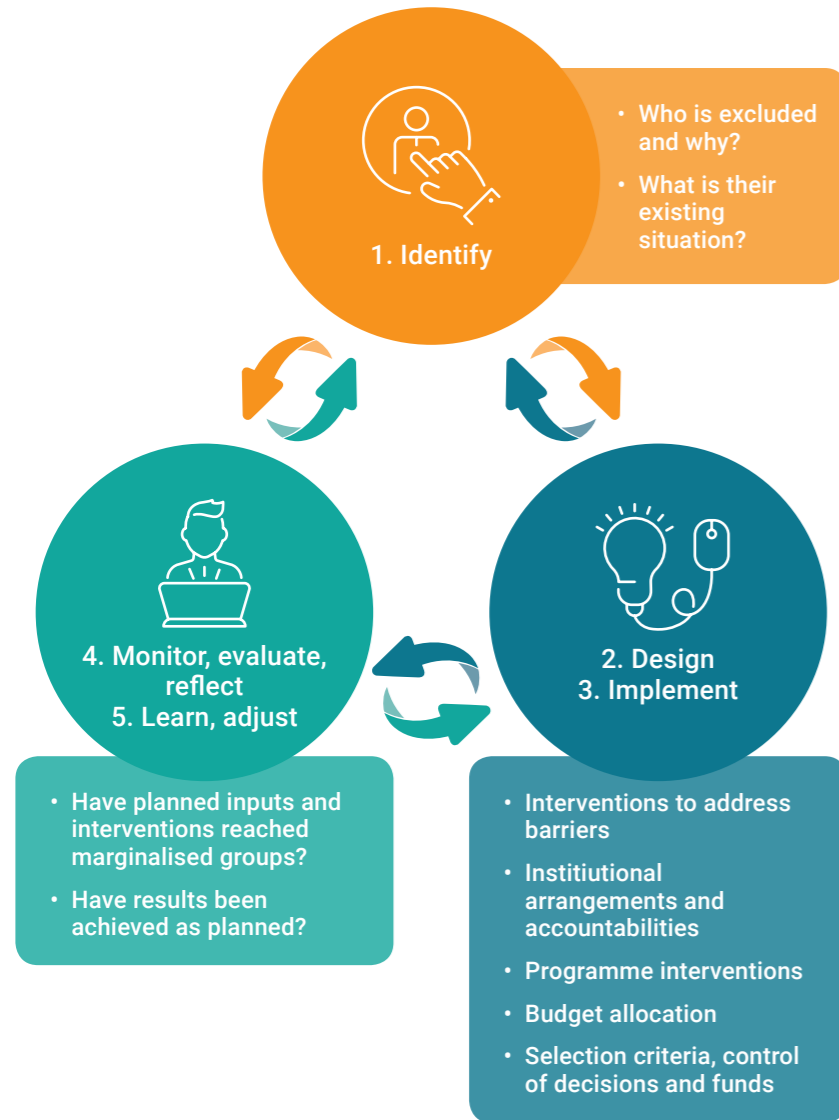 1. Identify
• Who is excluded
and why?
• What is their
existing
situation?
4. Monitor, evaluate,
reflect
5. Learn, adjust
• Have planned inputs and
interventions reached
marginalised groups?
• Have results been
achieved as planned?
2. Design
3. Implement
• Interventions to address
barriers
• Institiutional
arrangements and
accountabilities
• Programme interventions
• Budget allocation
• Selection criteria, control
of decisions and funds